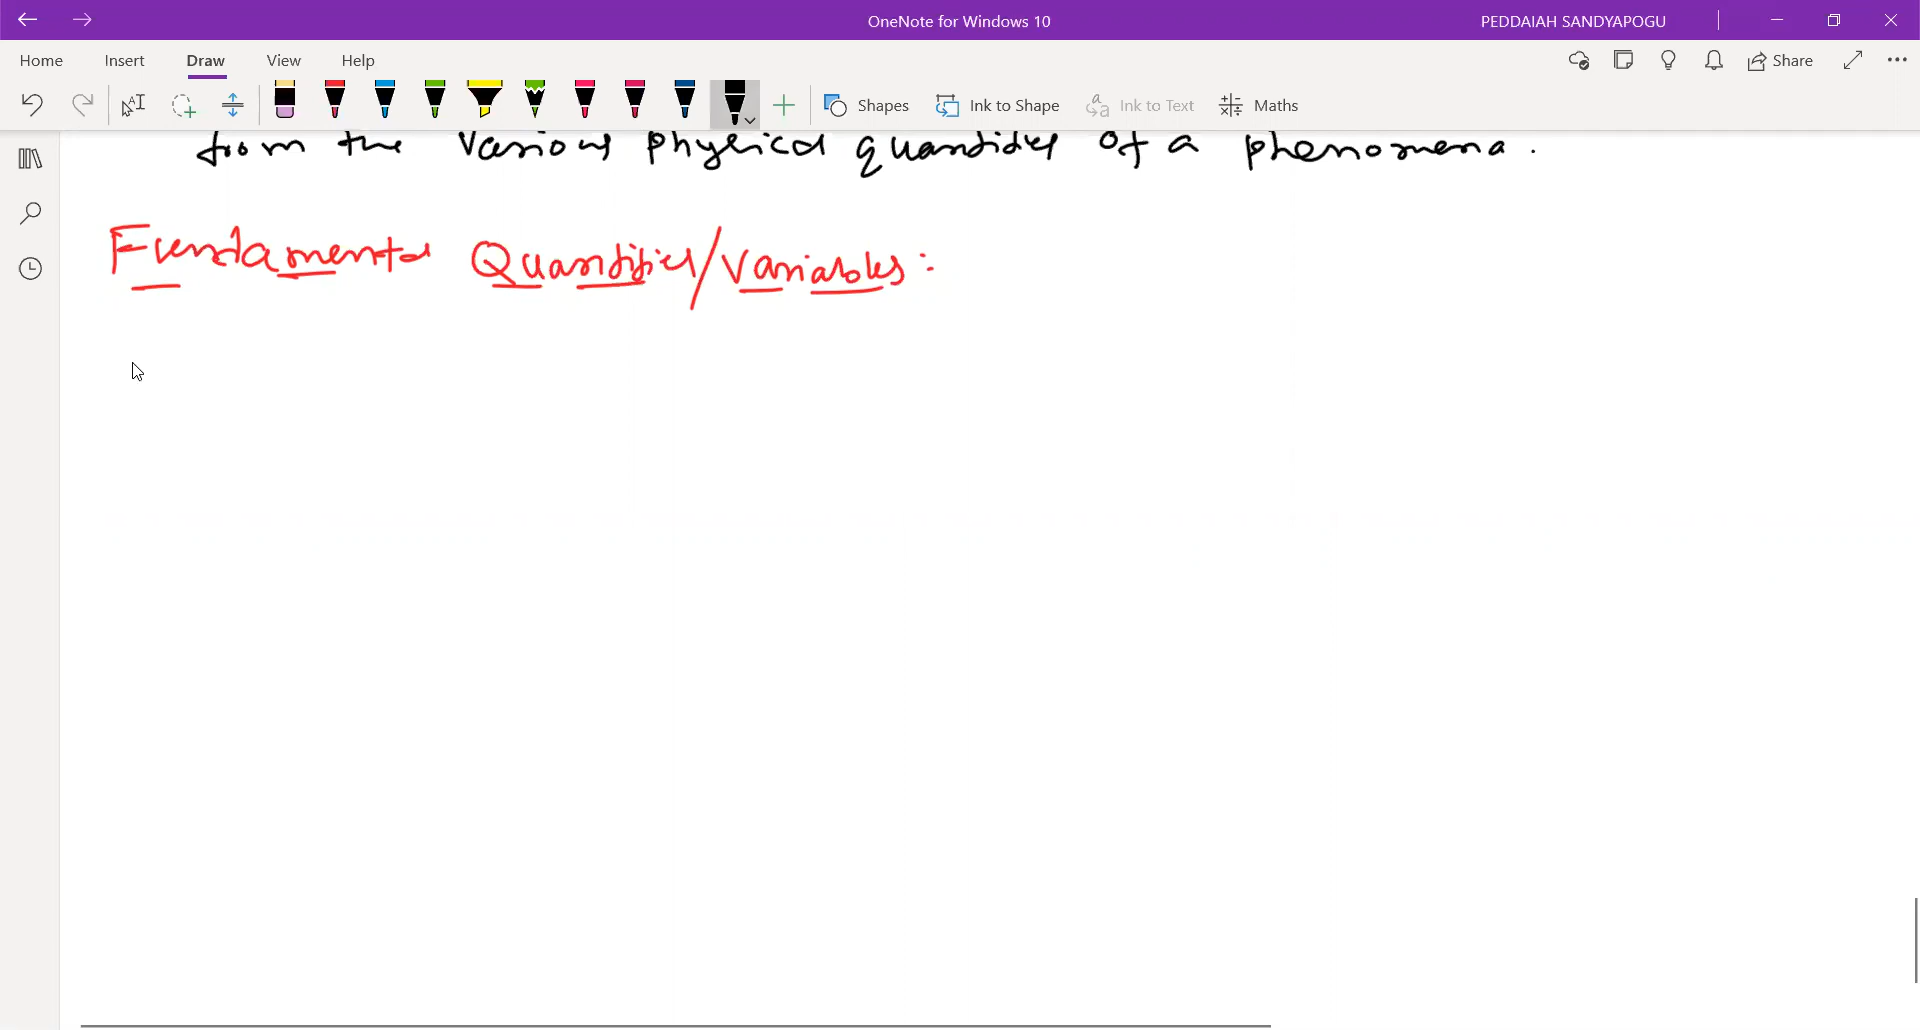 OneNote for Windows 10
PEDDAIAH SANDYAPOGU
Home Insert Draw View Help
Share
Shapes Ink to Shape Ink to Text Maths
from the various physical quantities of a phenomena.
Fundamental Quantities/Variables: